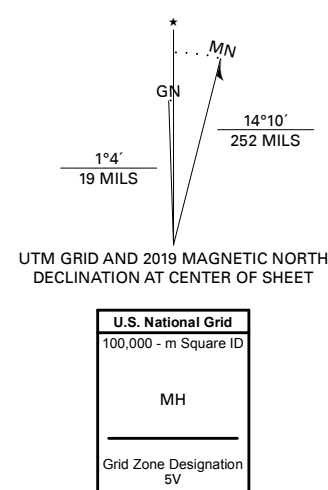 ★
MN
GN
14°10´
252 MILS
1°4´
19 MILS
UTM GRID AND 2019 MAGNETIC NORTH
DECLINATION AT CENTER OF SHEET
U.S. National Grid
100,000 - m Square ID
MH
Grid Zone Designation
5V